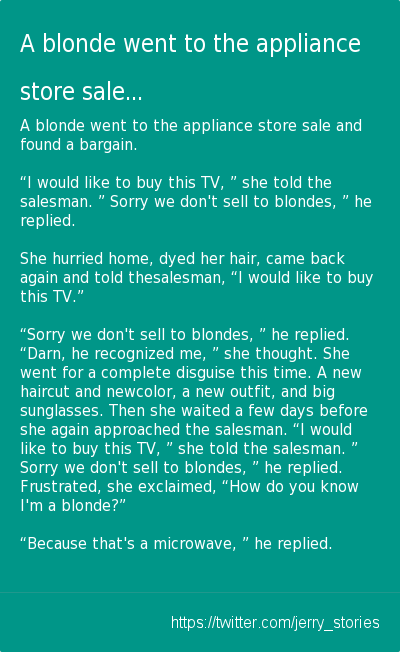 A blonde went to the appliance
store sale...
A blonde went to the appliance store sale and
found a bargain.
“I would like to buy this TV, ” she told the
salesman. ” Sorry we don't sell to blondes, ” he
replied.
She hurried home, dyed her hair, came back
again and told thesalesman, “I would like to buy
this TV.”
“Sorry we don't sell to blondes, ” he replied.
“Darn, he recognized me, ” she thought. She
went for a complete disguise this time. A new
haircut and newcolor, a new outfit, and big
sunglasses. Then she waited a few days before
she again approached the salesman. “I would
like to buy this TV, ” she told the salesman. ”
Sorry we don't sell to blondes, ” he replied.
Frustrated, she exclaimed, “How do you know
I'm a blonde?”
“Because that's a microwave, ” he replied.
https://twitter.com/jerry_stories